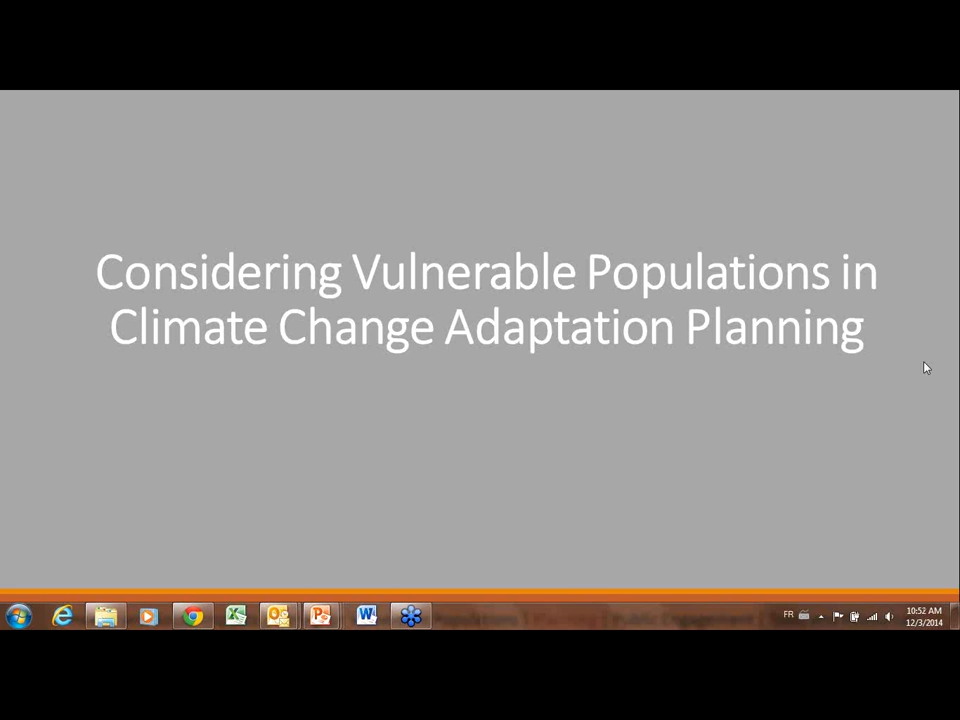 Considering Vulnerable Populations in
Climate Change Adaptation Planning
FR
10:52 AM
12/3/2014